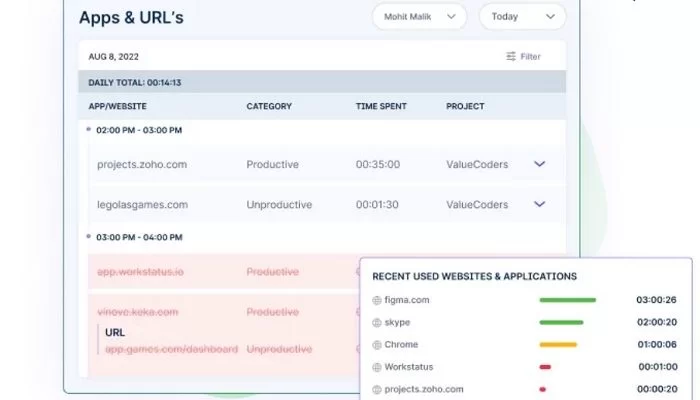 Apps & URL's
Mohit Malik
Today
AUG 8, 2022
Filter
DAILY TOTAL: 00:14:13
APP/WEBSITE CATEGORY TIME SPENT PROJECT
02:00 PM - 03:00 PM
projects.zoho.com Productive 00:35:00 ValueCoders
legolasgames.com Unproductive 00:01:30 ValueCoders
03:00 PM - 04:00 PM
app.workstatus.io Productive
vinove.keka.com Productive
URL
app.games.com/dashboard Unproductive
RECENT USED WEBSITES & APPLICATIONS
figma.com 03:00:26
skype 02:00:20
Chrome 01:00:06
Workstatus 00:01:00
projects.zoho.com 00:00:20